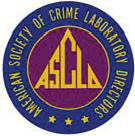 AMERICAN SOCIETY OF CRIME LABORATORY DIRECTORS
ASCLD